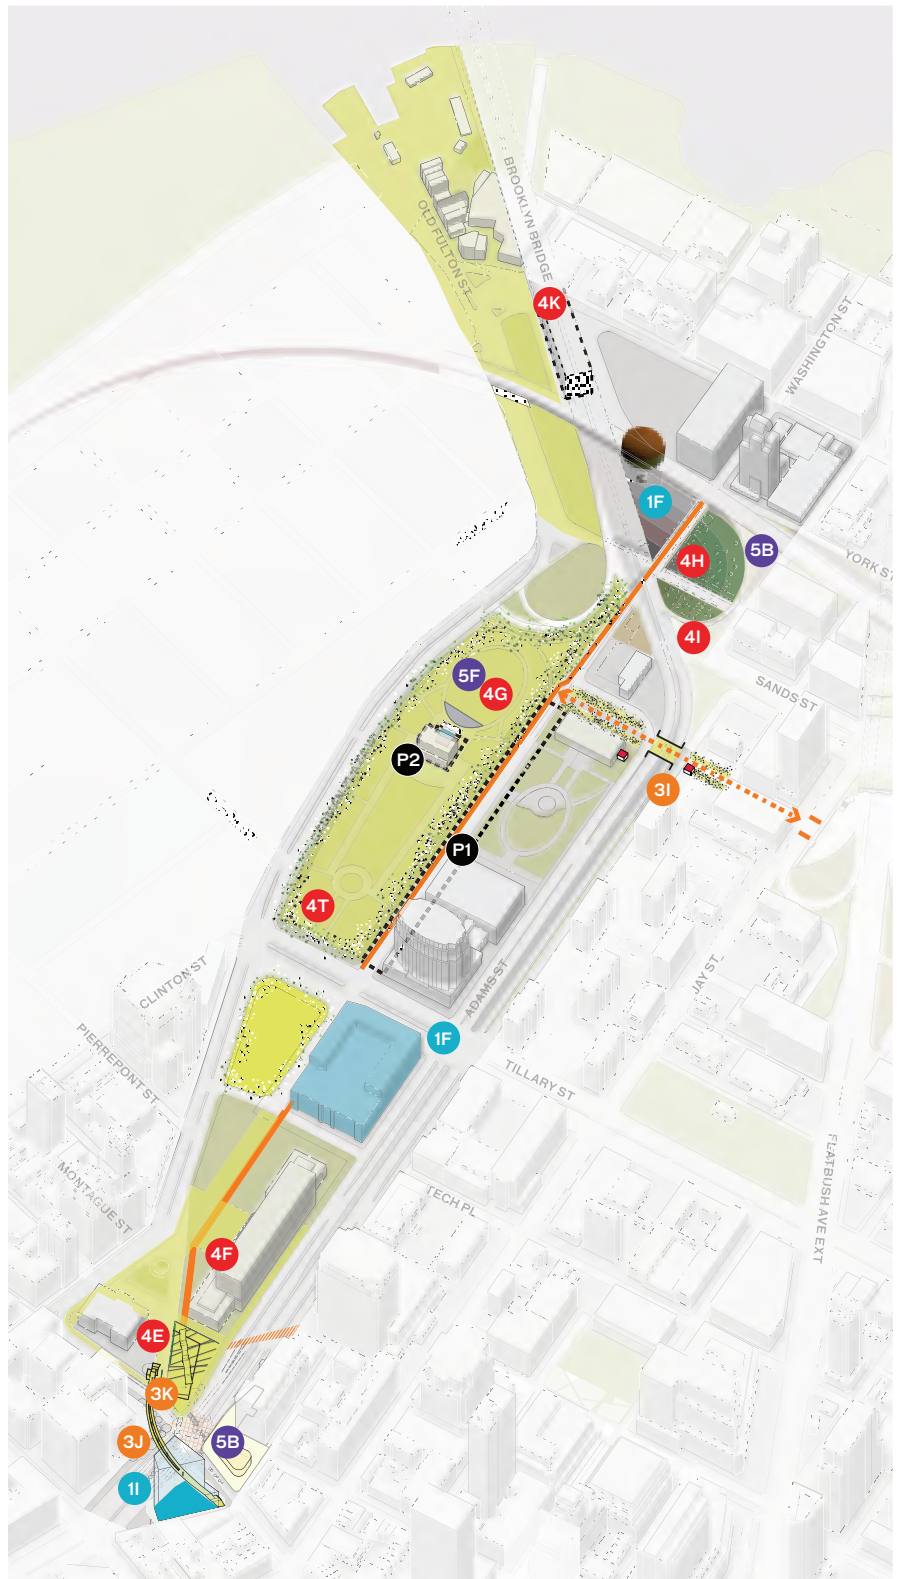 BROOKLYN BRIDGE
OLD FULTON ST
4K
WASHINGTON ST
1F
4H
5B
YORK ST
4I
5F
4G
SANDS ST
P2
3I
P1
4T
CLINTON ST
JAY ST
ADAMS ST
1F
PIERREPONT ST
TILLARY ST
FLATBUSH AVE EXT
MONTAGUE ST
TECH PL
4F
4E
3K
3J
5B
1I